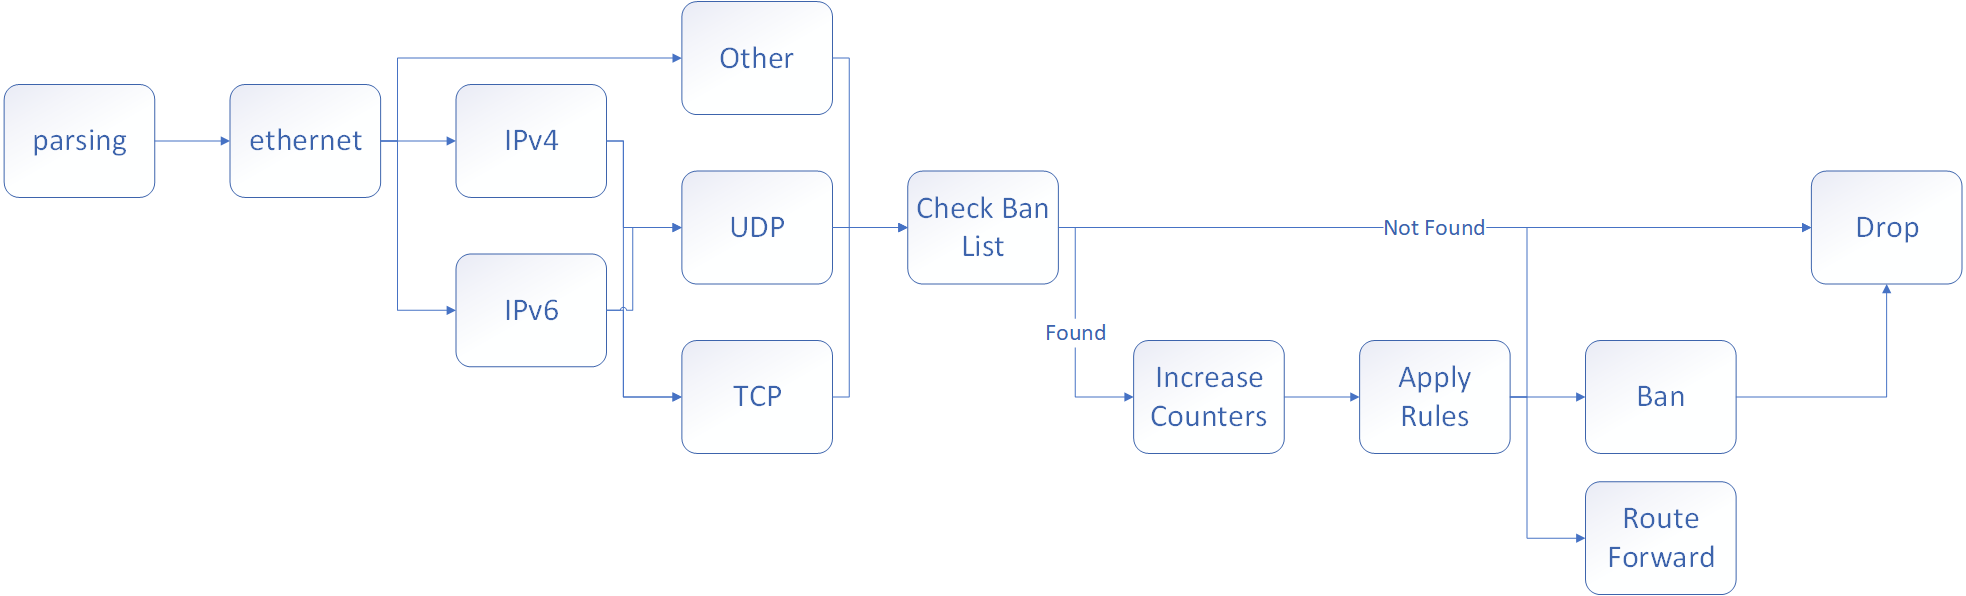 parsing
ethernet
IPv4
IPv6
Other
UDP
TCP
Check Ban
List
Not Found
Found
Increase
Counters
Apply
Rules
Ban
Route
Forward
Drop